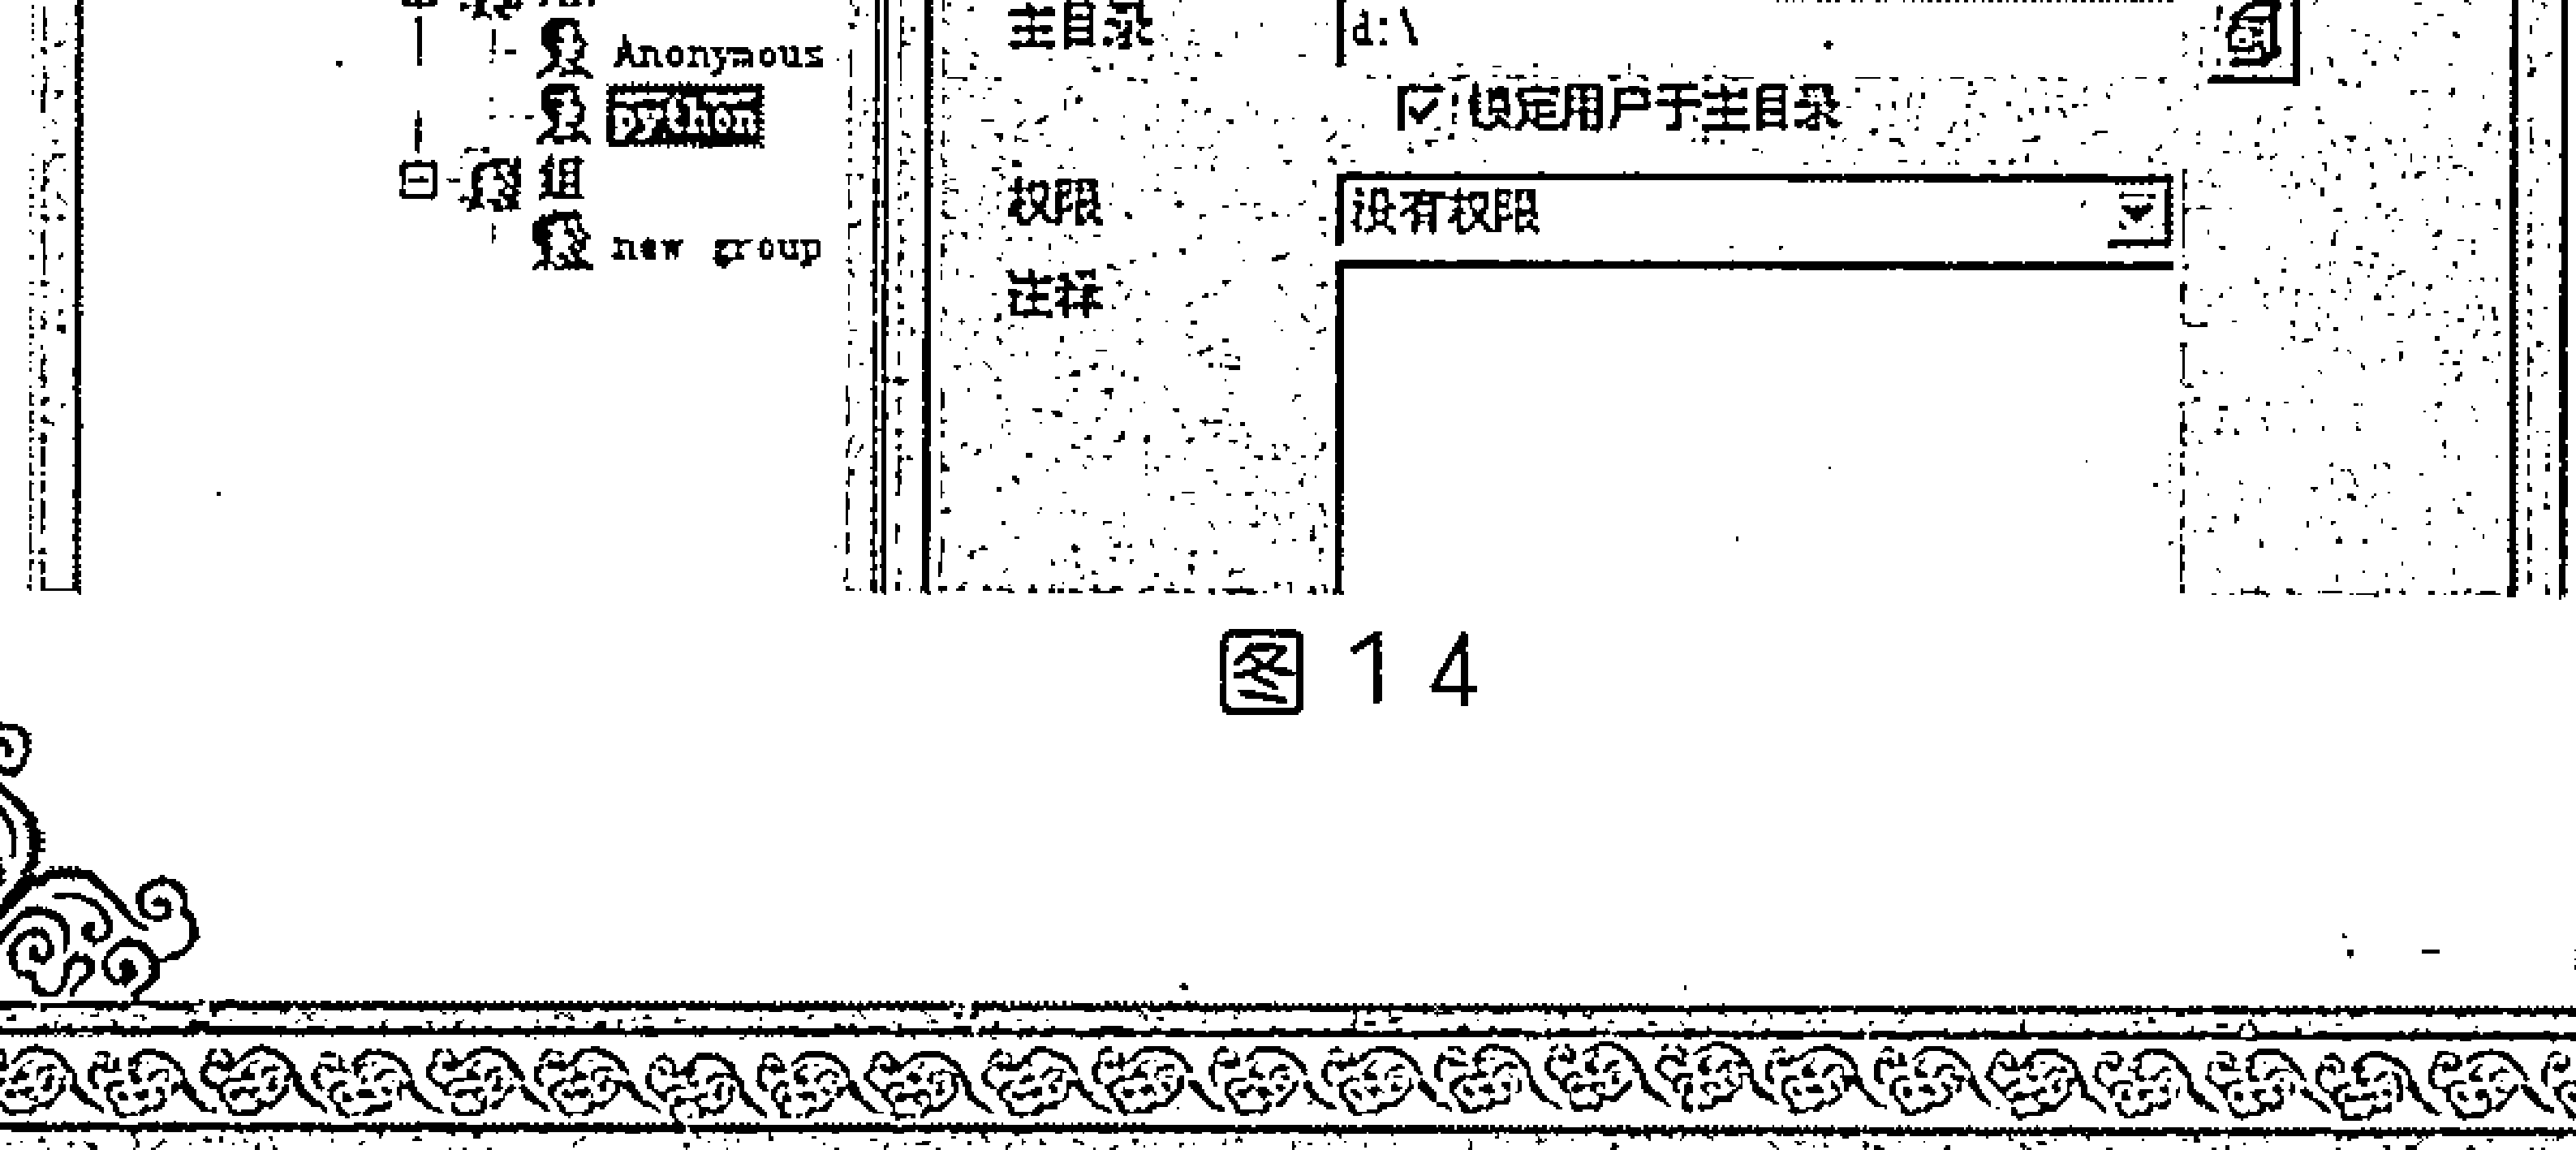 Anonymous
python
组
new group
主目录
d:\
锁定用户于主目录
权限
没有权限
注释
图 14